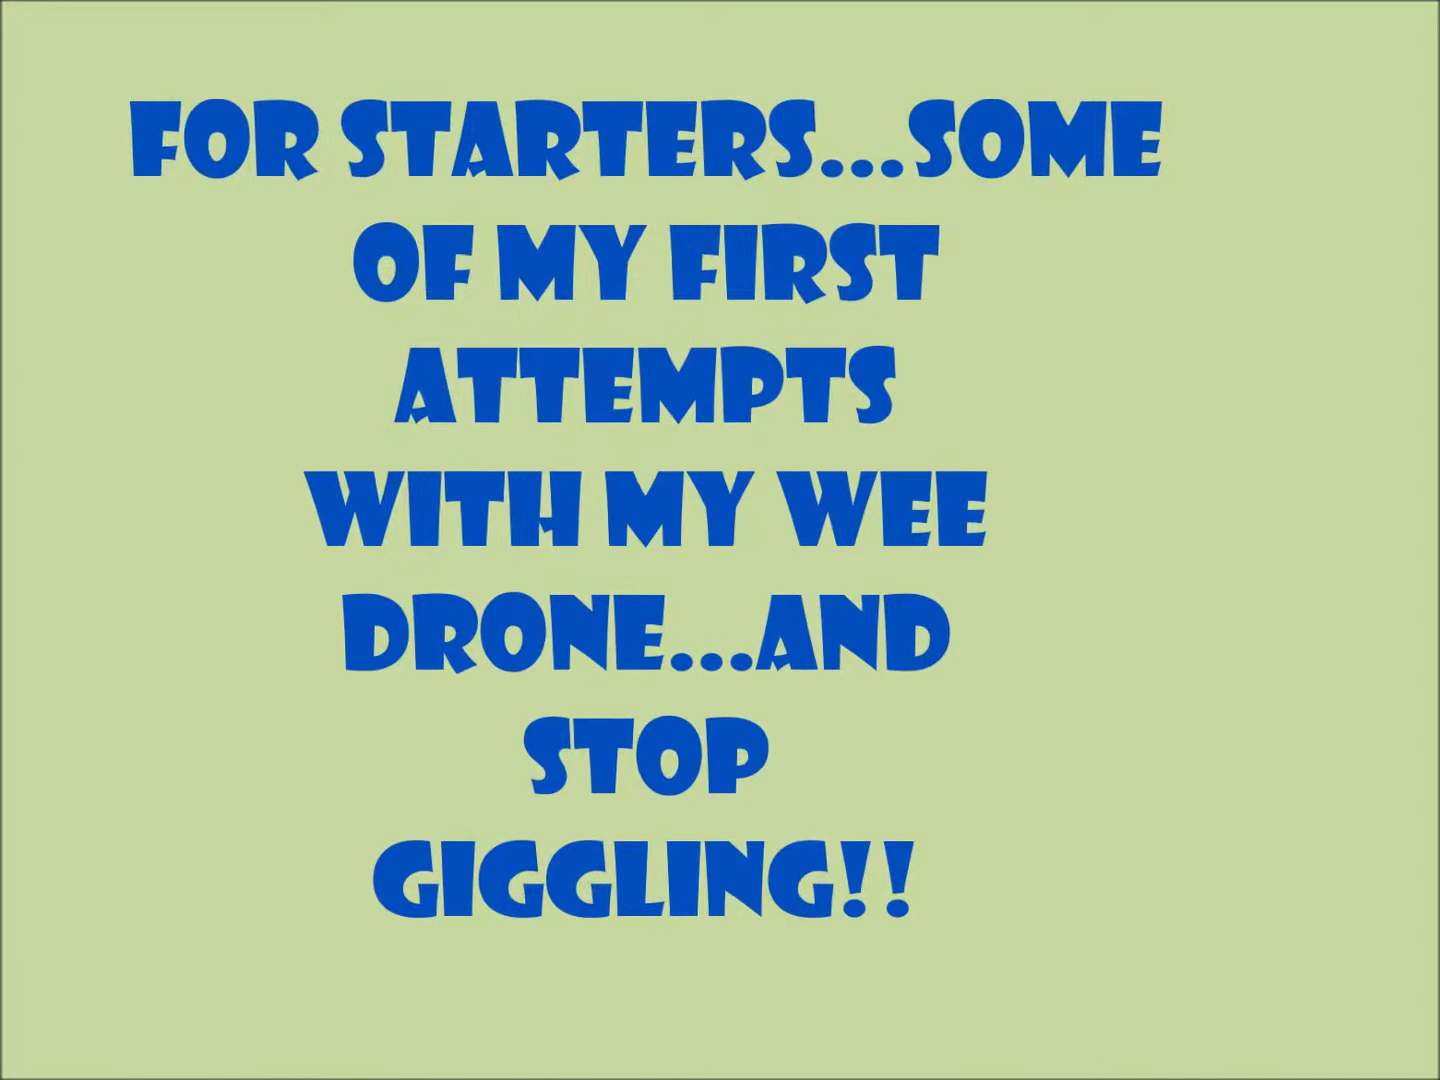 FOR STARTERS...SOME
OF MY FIRST
ATTEMPTS
WITH MY WEE
DRONE...AND
STOP
GIGGLING!!